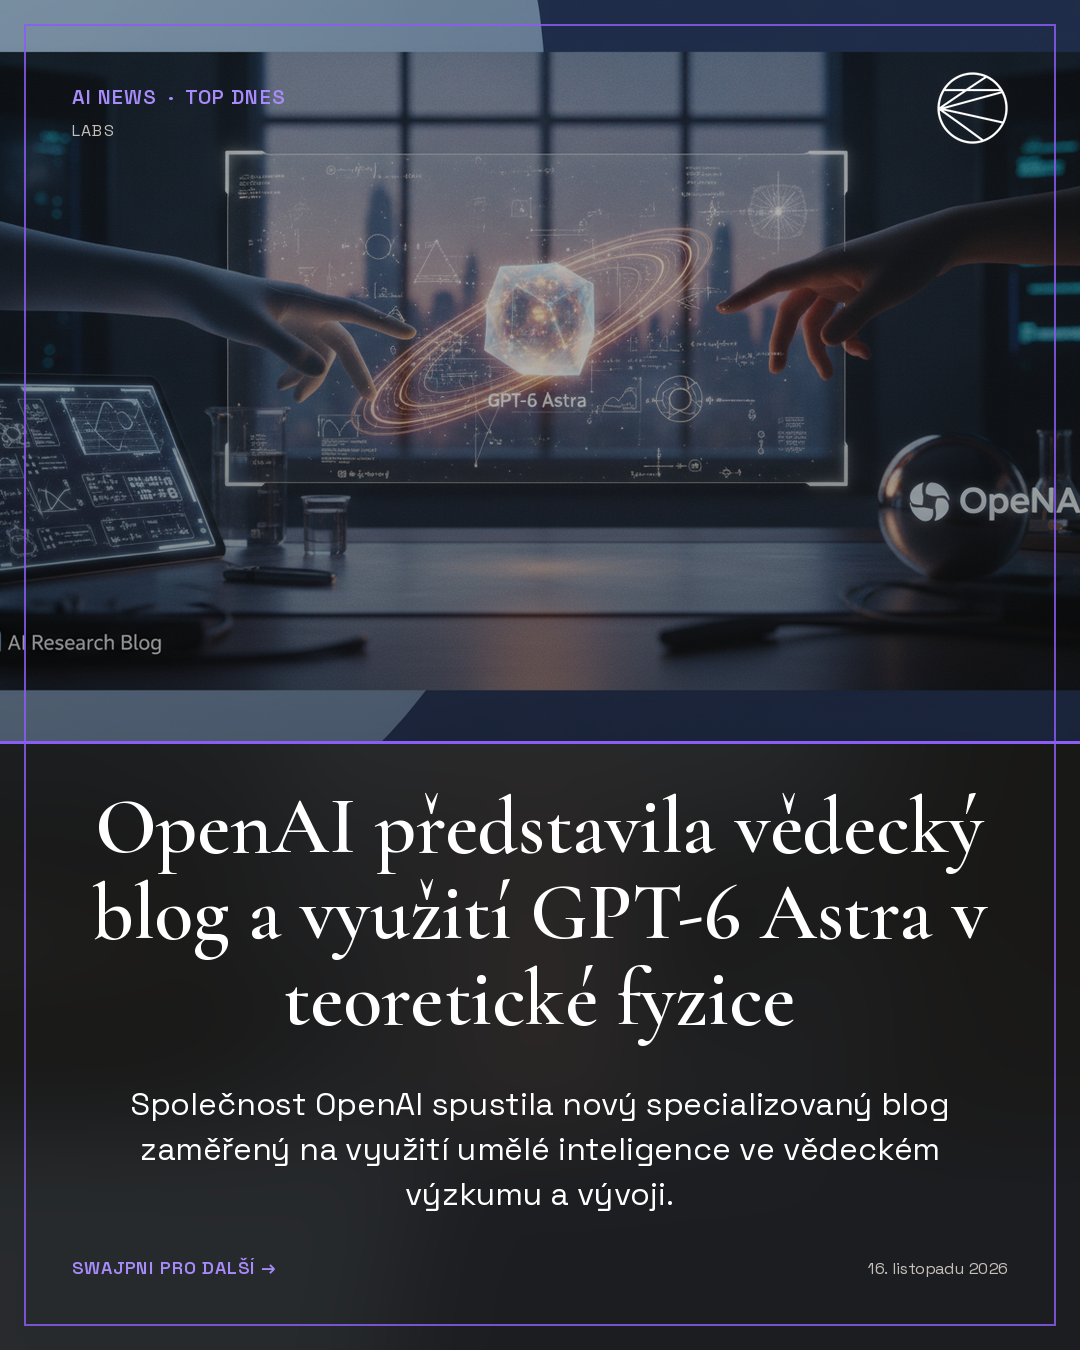 AI NEWS · TOP DNES
LABS
GPT-6 Astra
OpeNA
AI Research Blog
OpenAI představila vědecký
blog a využití GPT-6 Astra v
teoretické fyzice
Společnost OpenAI spustila nový specializovaný blog
zaměřený na využití umělé inteligence ve vědeckém
výzkumu a vývoji.
SWAJPNI PRO DALŠÍ →
16. listopadu 2026